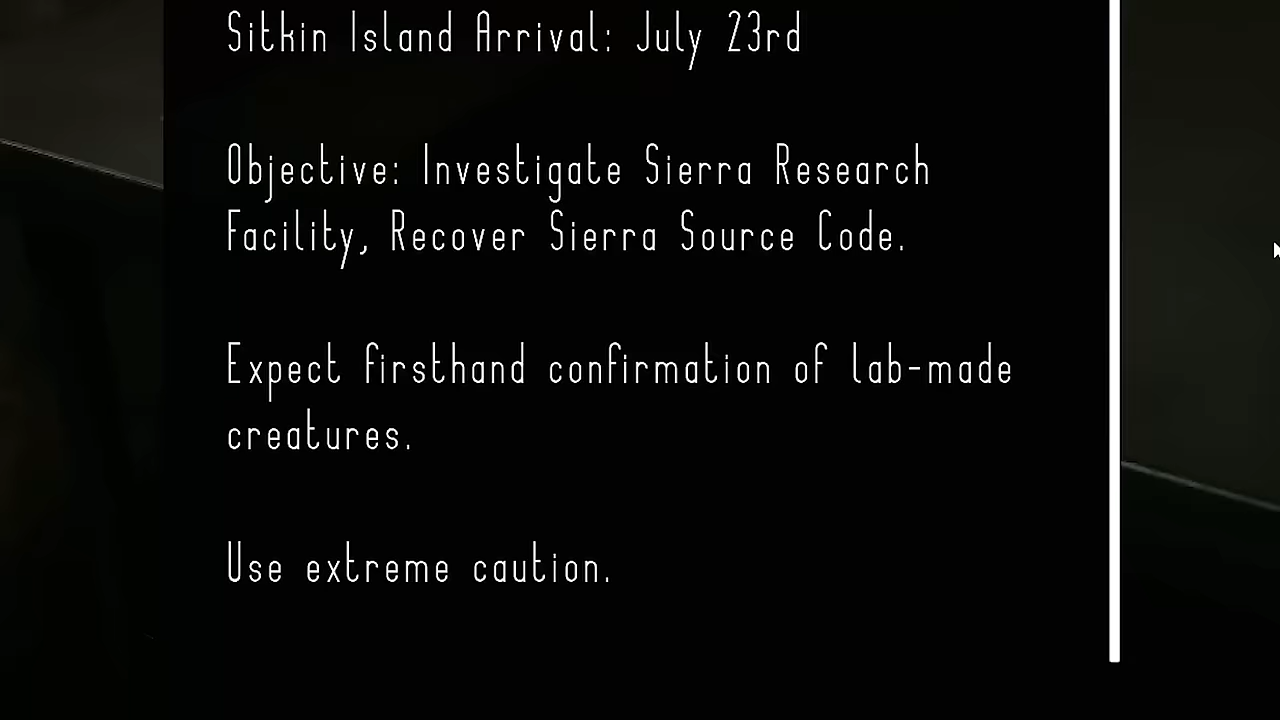 Sitkin Island Arrival: July 23rd
Objective: Investigate Sierra Research
Facility, Recover Sierra Source Code.
Expect firsthand confirmation of lab-made
creatures.
Use extreme caution.